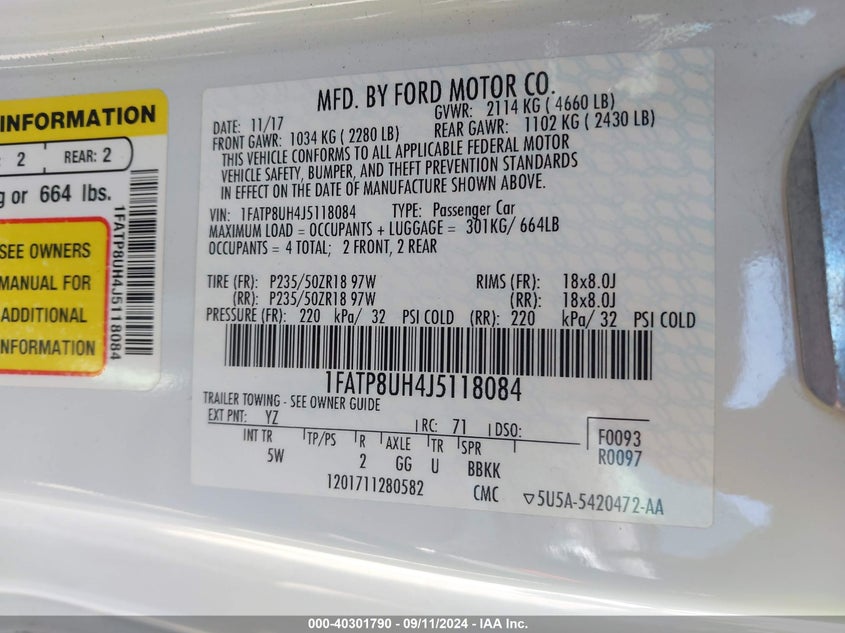 INFORMATION
: 2 REAR: 2
g or 664 lbs.
SEE OWNERS
MANUAL FOR
ADDITIONAL
INFORMATION
1FATP8UH4J5118084
MFD. BY FORD MOTOR CO.
DATE: 11/17 GVWR: 2114 KG ( 4660 LB)
FRONT GAWR: 1034 KG ( 2280 LB) REAR GAWR: 1102 KG ( 2430 LB)
THIS VEHICLE CONFORMS TO ALL APPLICABLE FEDERAL MOTOR
VEHICLE SAFETY, BUMPER, AND THEFT PREVENTION STANDARDS
IN EFFECT ON THE DATE OF MANUFACTURE SHOWN ABOVE.
VIN: 1FATP8UH4J5118084 TYPE: Passenger Car
MAXIMUM LOAD = OCCUPANTS + LUGGAGE = 301KG/ 664LB
OCCUPANTS = 4 TOTAL; 2 FRONT, 2 REAR
TIRE (FR): P235/50ZR18 97W RIMS (FR): 18x8.0J
(RR): P235/50ZR18 97W (RR): 18x8.0J
PRESSURE (FR): 220 kPa/ 32 PSI COLD (RR): 220 kPa/ 32 PSI COLD
1FATP8UH4J5118084
TRAILER TOWING - SEE OWNER GUIDE
EXT PNT: YZ RC: 71 DSO: F0093
INT TR TP/PS R AXLE TR SPR R0097
5W 2 GG U BBKK
1201711280582 CMC ▽5U5A-5420472-AA
000-40301790 - 09/11/2024 - IAA Inc.